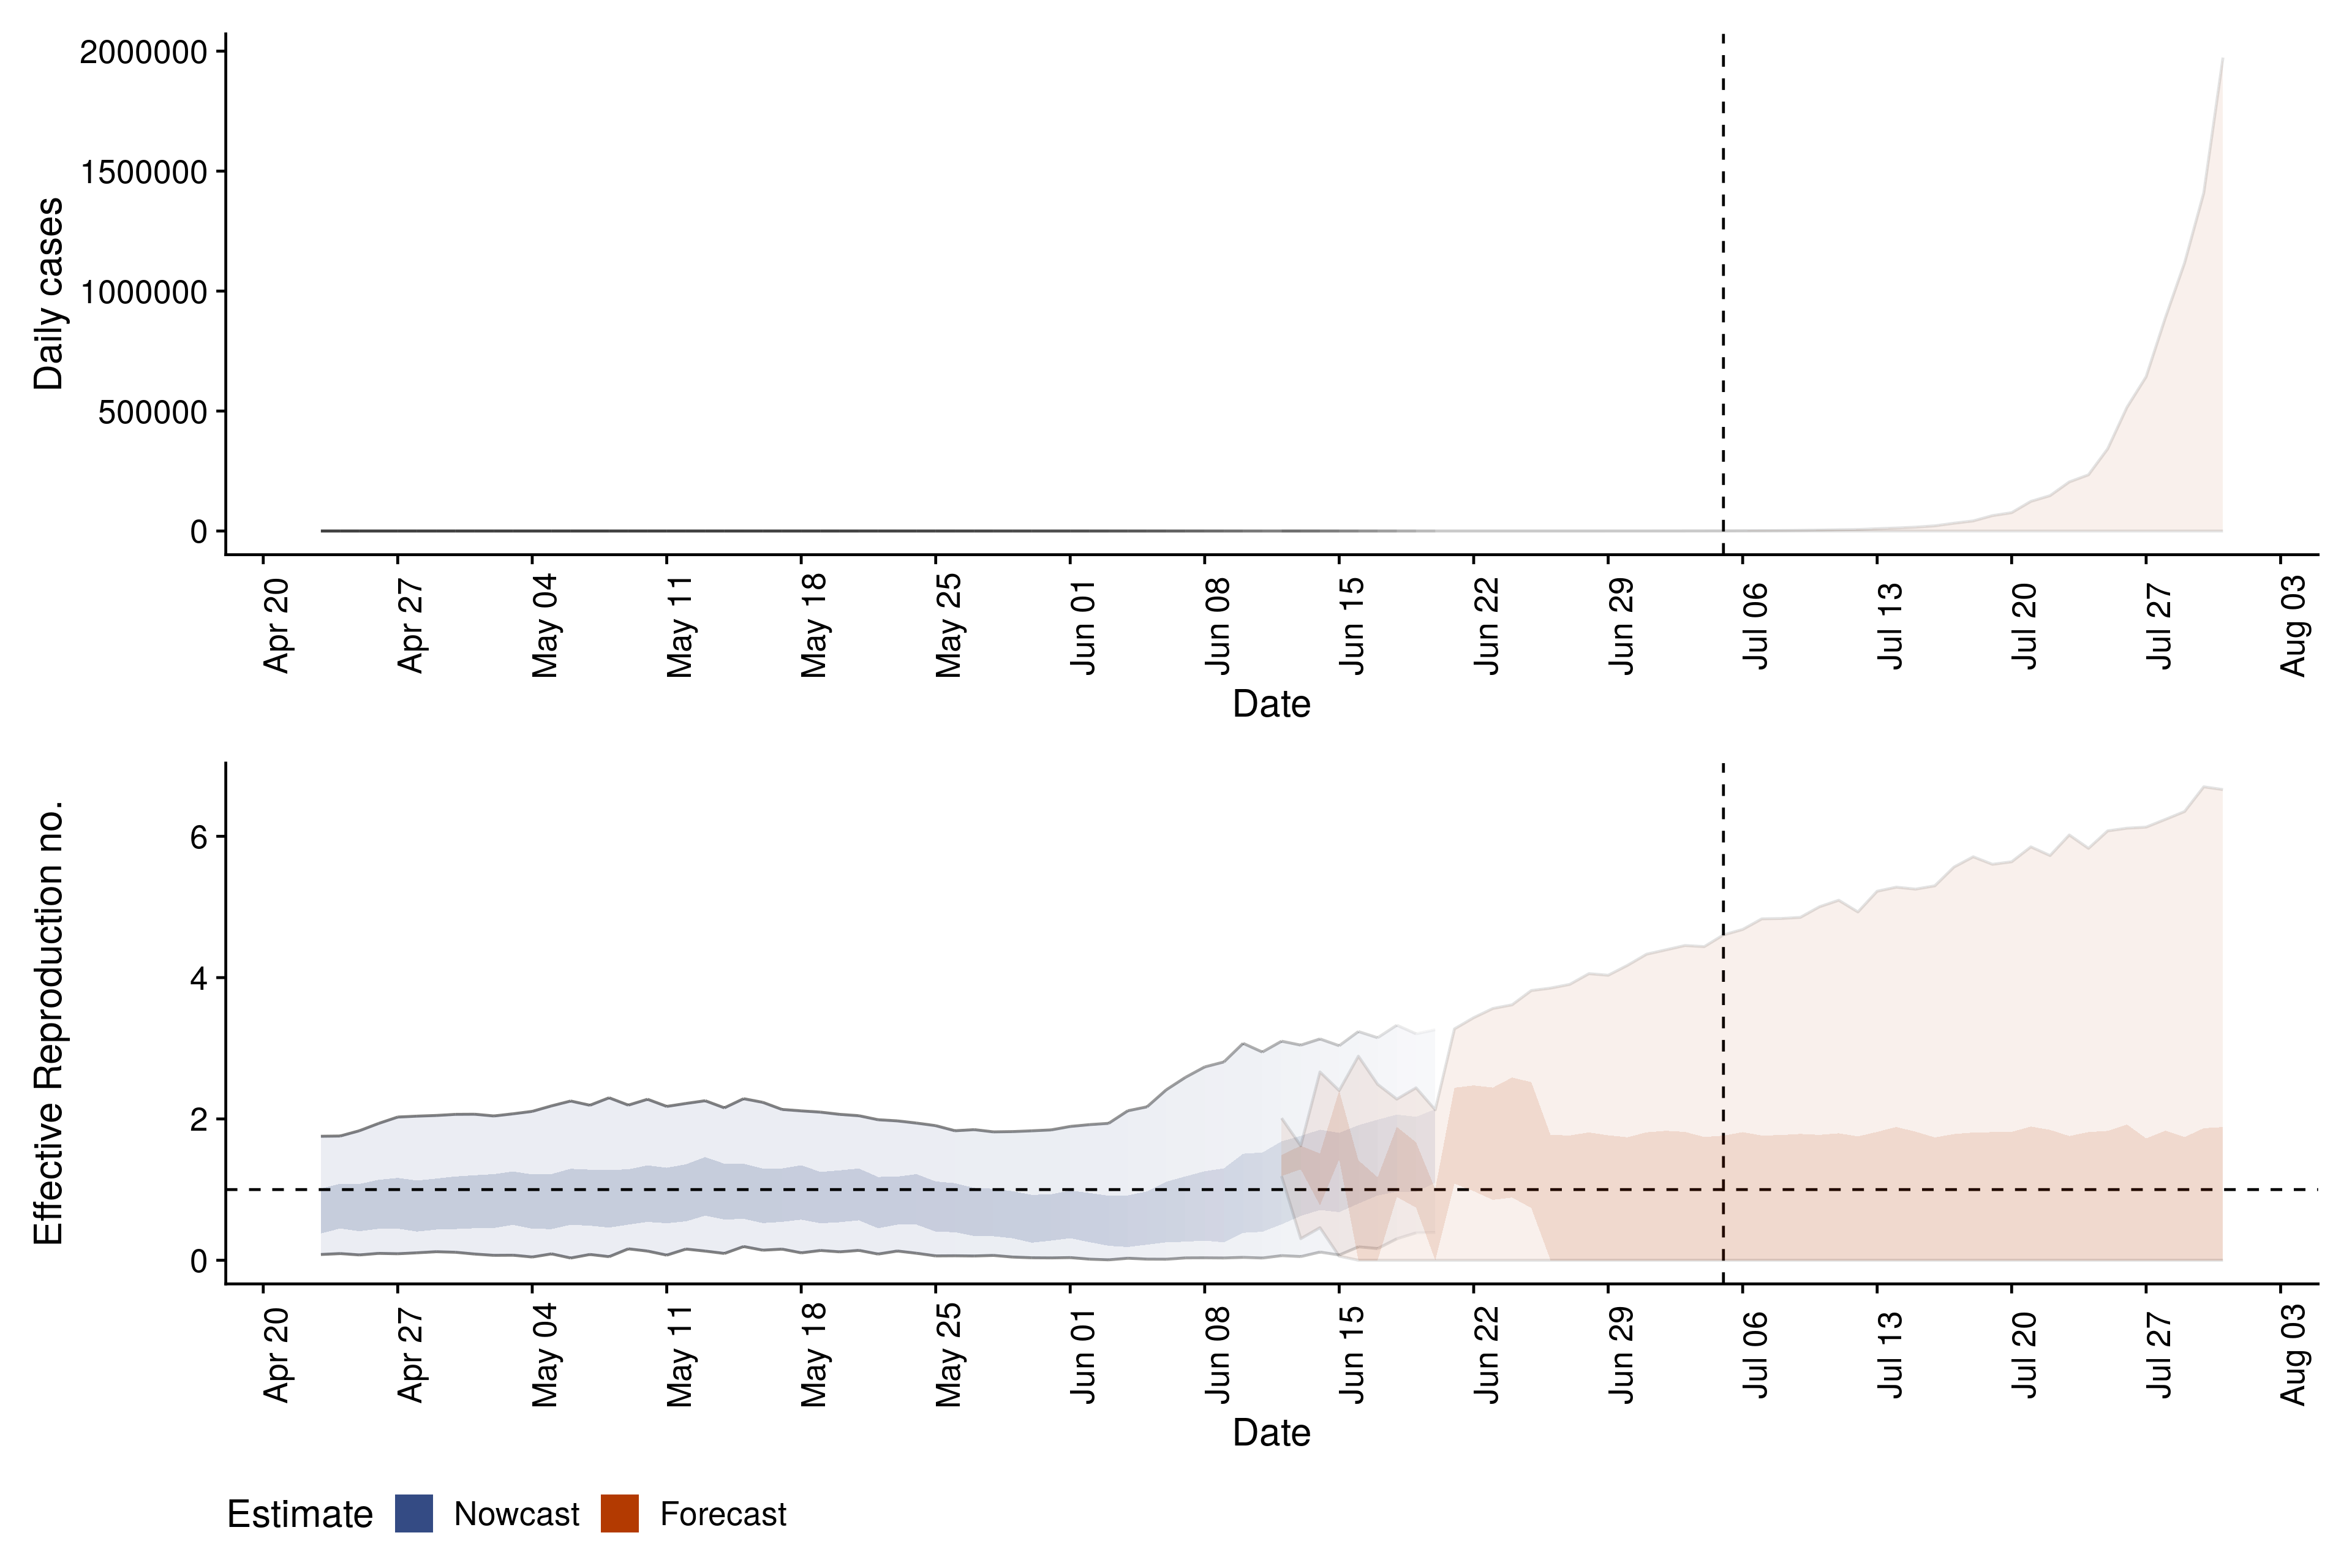 Daily cases
2000000
1500000
1000000
500000
0
Apr 20 Apr 27 May 04 May 11 May 18 May 25 Jun 01 Jun 08 Jun 15 Jun 22 Jun 29 Jul 06 Jul 13 Jul 20 Jul 27 Aug 03
Date
Effective Reproduction no.
6
4
2
0
Apr 20 Apr 27 May 04 May 11 May 18 May 25 Jun 01 Jun 08 Jun 15 Jun 22 Jun 29 Jul 06 Jul 13 Jul 20 Jul 27 Aug 03
Date
Estimate Nowcast Forecast